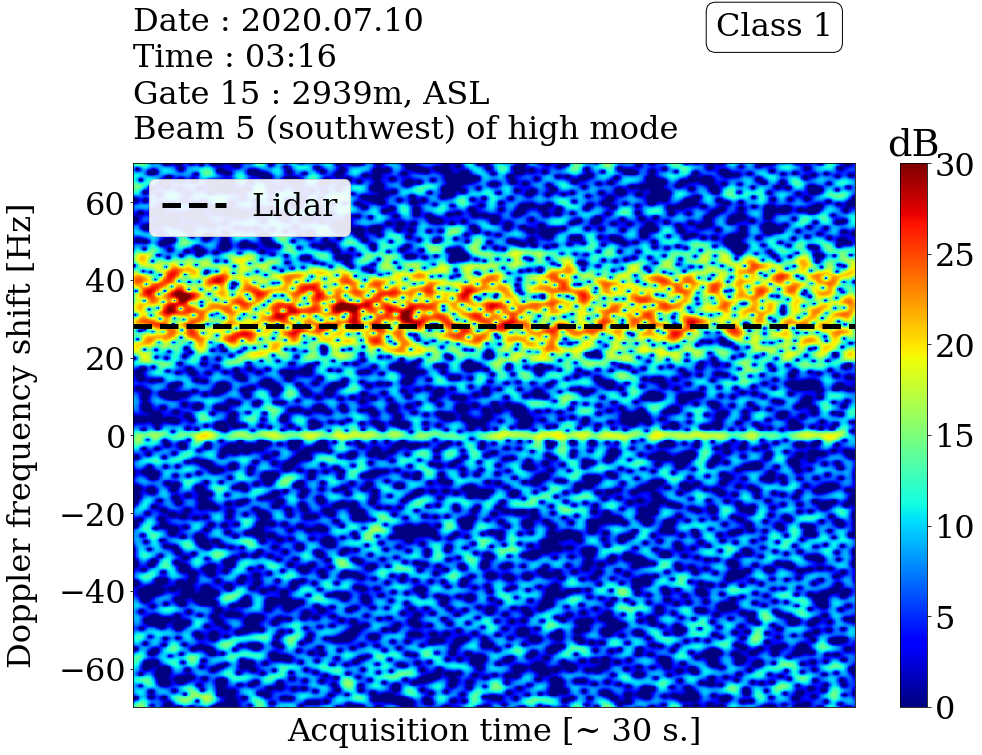 Date : 2020.07.10
Time : 03:16
Gate 15 : 2939m, ASL
Beam 5 (southwest) of high mode
Class 1
dB
Lidar
Doppler frequency shift [Hz]
60
40
20
0
−20
−40
−60
30
25
20
15
10
5
0
Acquisition time [~ 30 s.]